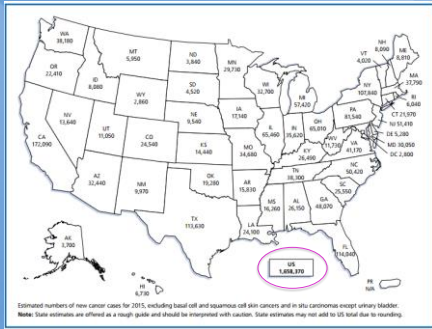 WA
38,180
MT
5,950
ND
3,840
MN
29,730
VT
4,020
NH
8,090
ME
8,810
OR
22,410
ID
8,080
WY
2,860
SD
4,520
WI
32,700
MI
57,420
NY
107,840
MA
37,790
RI
6,040
CT 21,970
NJ 51,410
DE 5,280
MD 30,050
DC 2,800
NV
13,640
UT
11,050
CO
24,540
NE
9,540
IA
17,140
IL
65,460
IN
35,620
OH
65,010
PA
81,540
WV
11,730
VA
41,170
CA
172,090
KS
14,440
MO
34,680
KY
26,490
NC
50,420
TN
38,300
SC
25,550
AZ
32,440
NM
9,970
OK
19,280
AR
15,830
MS
16,260
AL
26,150
GA
48,070
TX
113,630
LA
24,100
FL
114,040
AK
3,700
HI
6,730
US
1,658,370
PR
N/A
Estimated numbers of new cancer cases for 2015, excluding basal cell and squamous cell skin cancers and in situ carcinomas except urinary bladder.
Note: State estimates are offered as a rough guide and should be interpreted with caution. State estimates may not add to US total due to rounding.